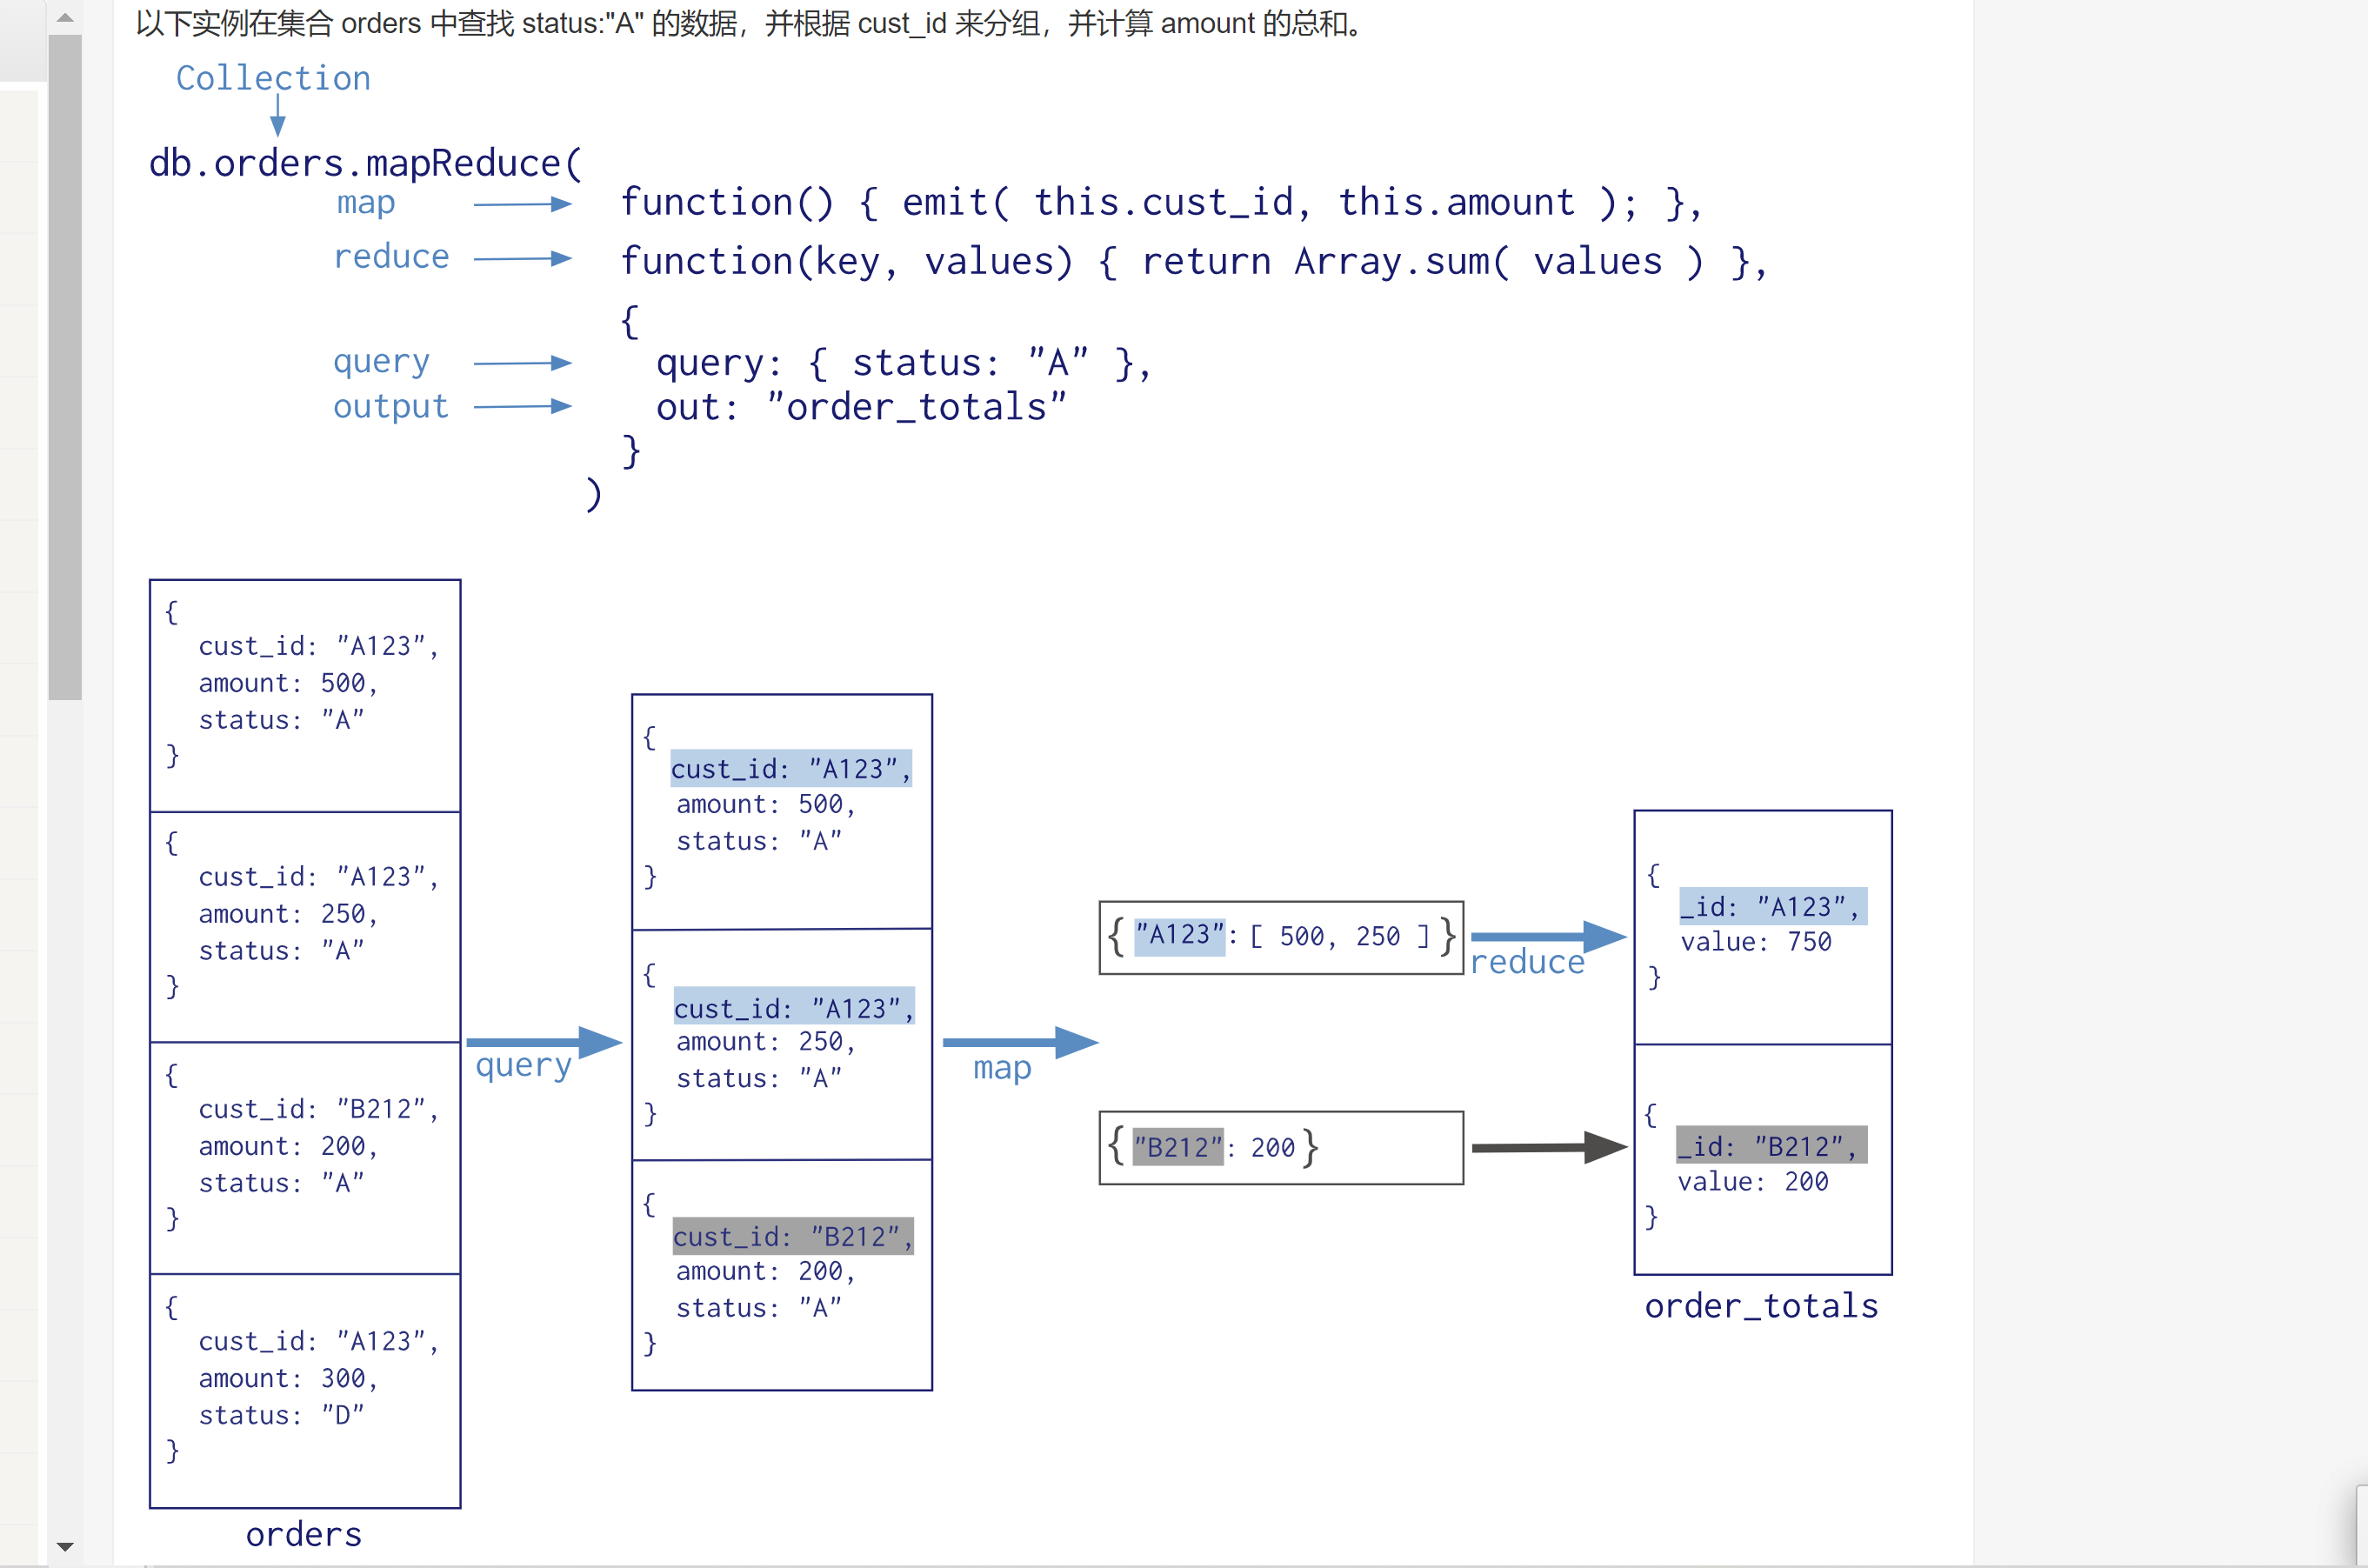 以下实例在集合 orders 中查找 status:"A" 的数据，并根据 cust_id 来分组，并计算 amount 的总和。
Collection
db.orders.mapReduce(
map function() { emit( this.cust_id, this.amount ); },
reduce function(key, values) { return Array.sum( values ) },
{
query query: { status: "A" },
output out: "order_totals"
}
)
{
cust_id: "A123",
amount: 500,
status: "A"
}
{
cust_id: "A123",
amount: 250,
status: "A"
}
{
cust_id: "B212",
amount: 200,
status: "A"
}
{
cust_id: "A123",
amount: 300,
status: "D"
}
orders
query
{
cust_id: "A123",
amount: 500,
status: "A"
}
{
cust_id: "A123",
amount: 250,
status: "A"
}
{
cust_id: "B212",
amount: 200,
status: "A"
}
map
{ "A123": [ 500, 250 ] }
reduce
{ "B212": 200 }
{
_id: "A123",
value: 750
}
{
_id: "B212",
value: 200
}
order_totals